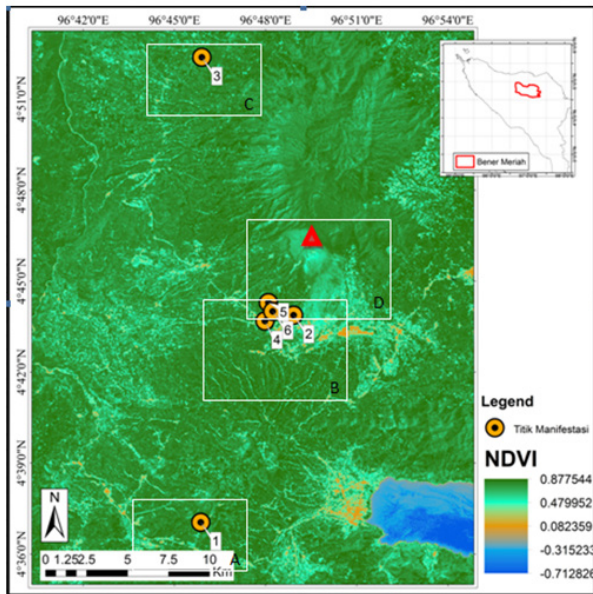 96°42'0"E 96°45'0"E 96°48'0"E 96°51'0"E 96°54'0"E
4°51'0"N
4°48'0"N
4°45'0"N
4°42'0"N
4°39'0"N
4°36'0"N
3
C
D
5
6
2
4
B
1
A
N
0 1.25 2.5 5 7.5 10
Km
Bener Meriah
Legend
Titik Manifestasi
NDVI
0.877544
0.479952
0.082359
-0.315233
-0.712826